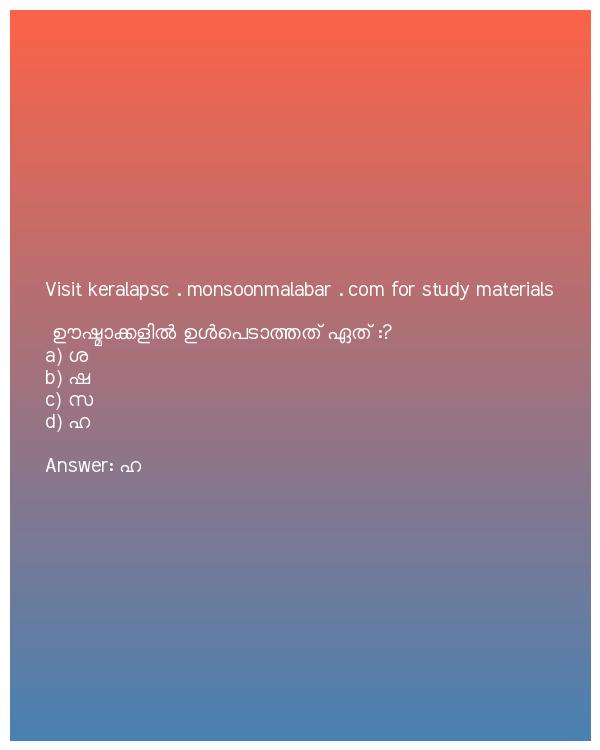 Visit keralapsc . monsoonmalabar . com for study materials
ഊഷ്മാക്കളിൽ ഉൾപെടാത്തത് ഏത് :?
a) ശ
b) ഷ
c) സ
d) ഹ
Answer: ഹ